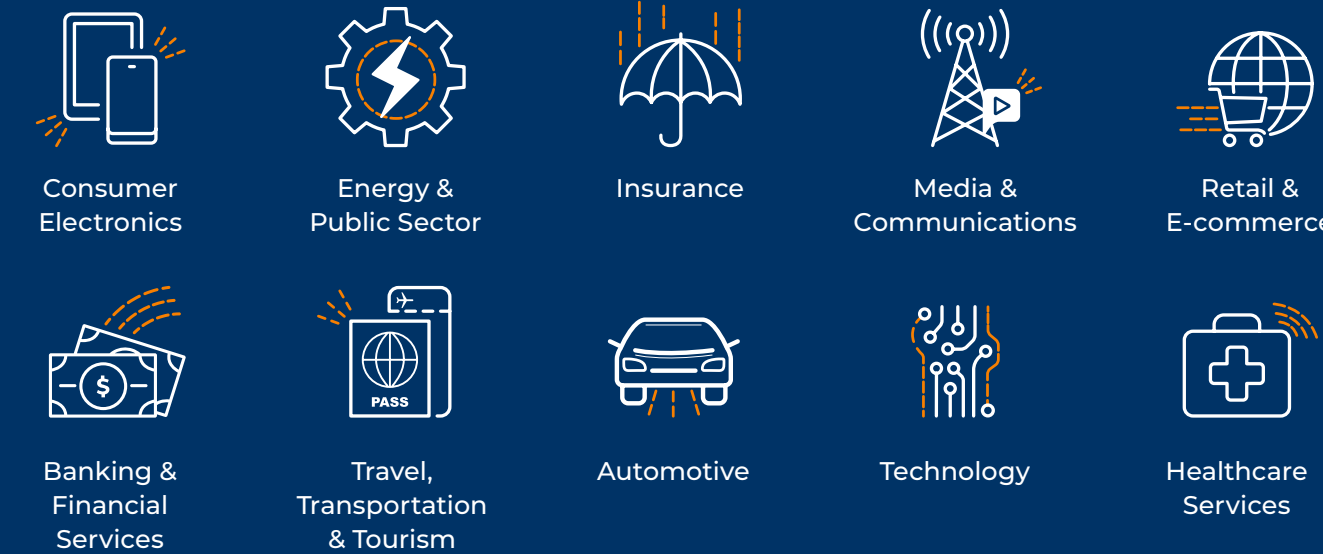 Consumer
Electronics
Energy &
Public Sector
Insurance
Media &
Communications
Retail &
E-commerce
$
PASS
Banking &
Financial
Services
Travel,
Transportation
& Tourism
Automotive
Technology
Healthcare
Services